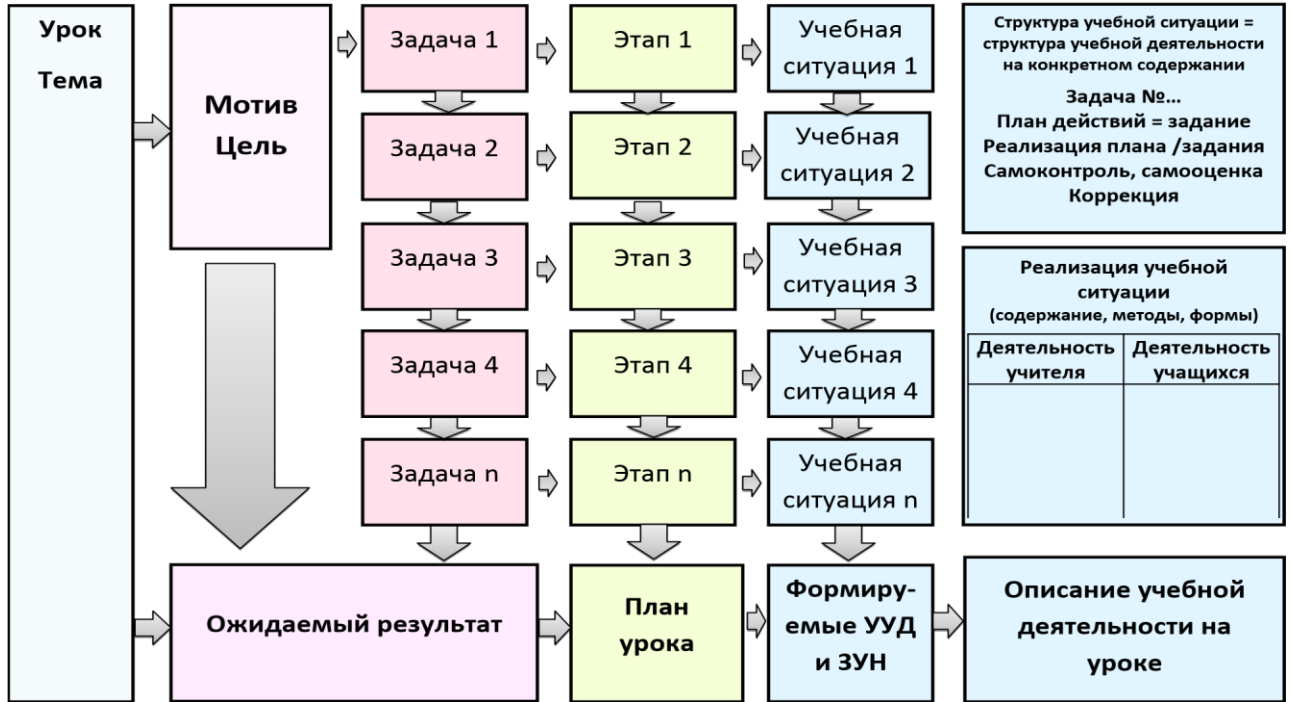 Урок
Тема
Мотив
Цель
Задача 1
Этап 1
Учебная
ситуация 1
Задача 2
Этап 2
Учебная
ситуация 2
Задача 3
Этап 3
Учебная
ситуация 3
Задача 4
Этап 4
Учебная
ситуация 4
Задача n
Этап n
Учебная
ситуация n
Структура учебной ситуации =
структура учебной деятельности
на конкретном содержании
Задача №...
План действий = задание
Реализация плана /задания
Самоконтроль, самооценка
Коррекция
Реализация учебной
ситуации
(содержание, методы, формы)
Деятельность
учителя
Деятельность
учащихся
Ожидаемый результат
План
урока
Формиру-
емые УУД
и ЗУН
Описание учебной
деятельности на
уроке